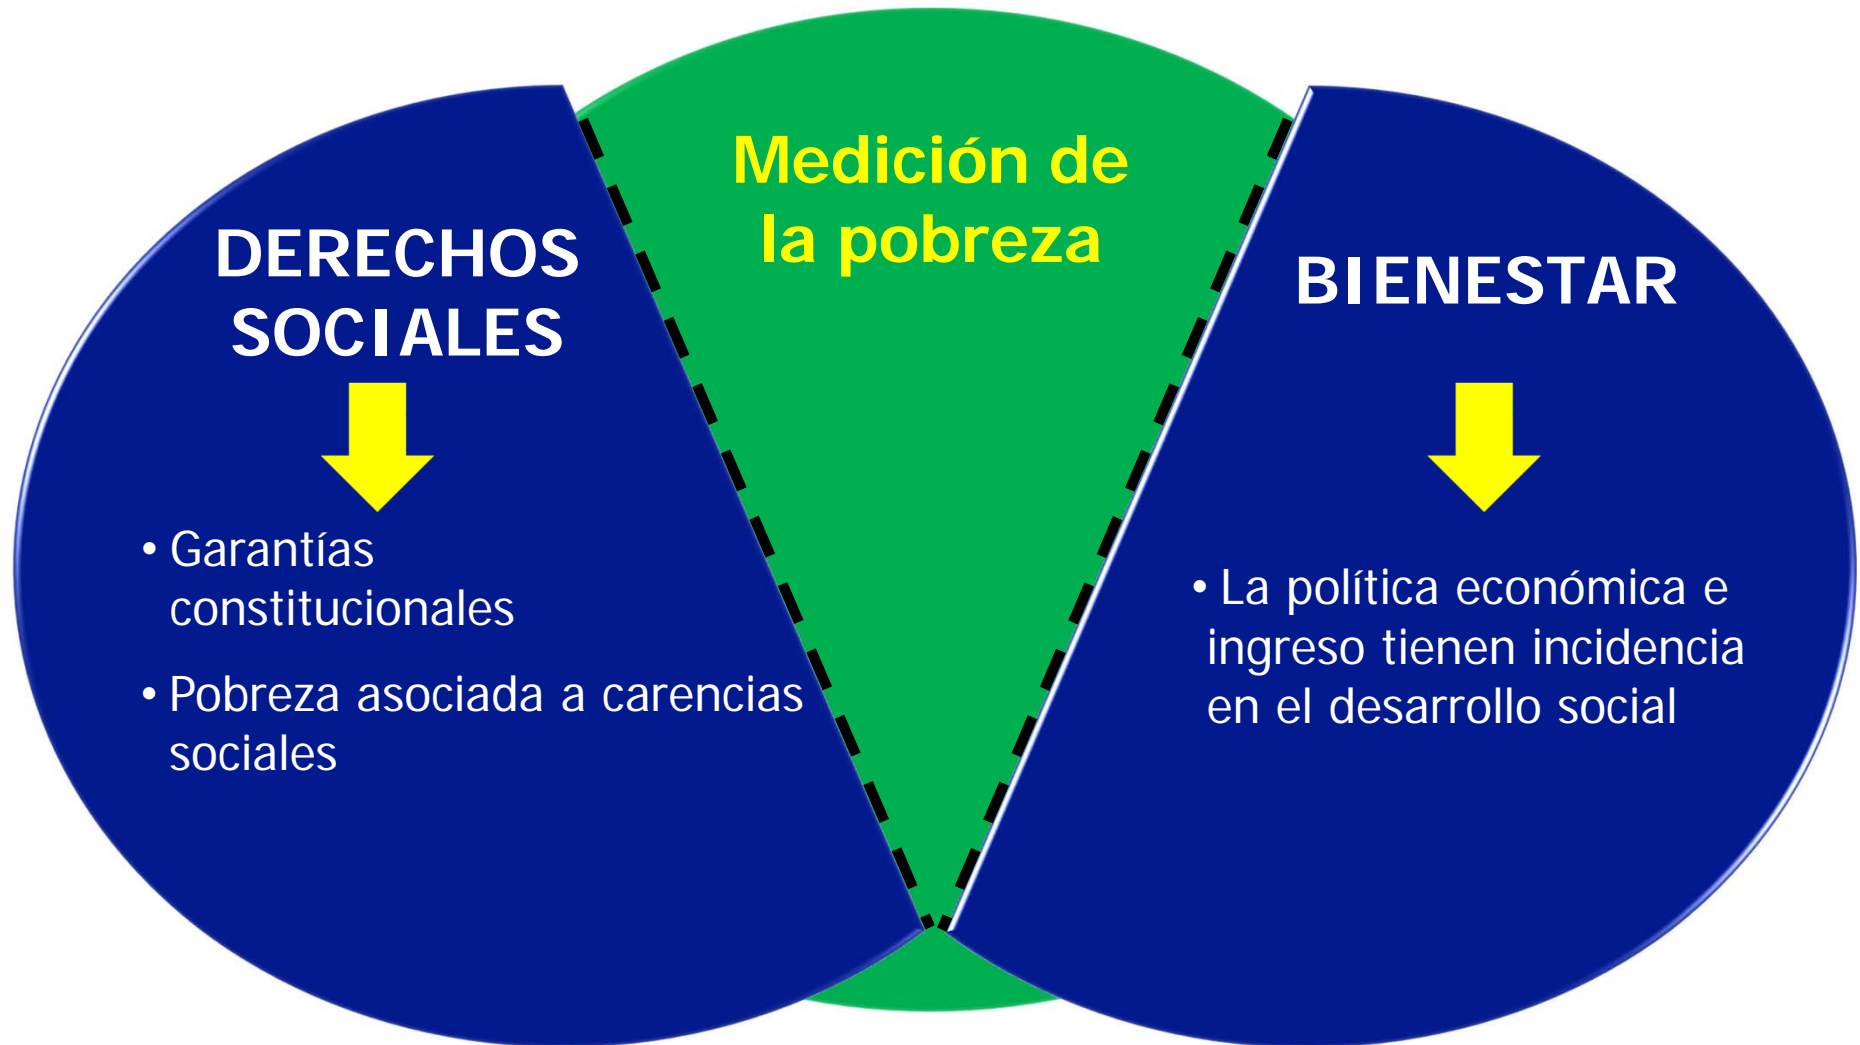 Medición de
la pobreza
DERECHOS
SOCIALES
• Garantías
constitucionales
• Pobreza asociada a carencias
sociales
BIENESTAR
• La política económica e
ingreso tienen incidencia
en el desarrollo social